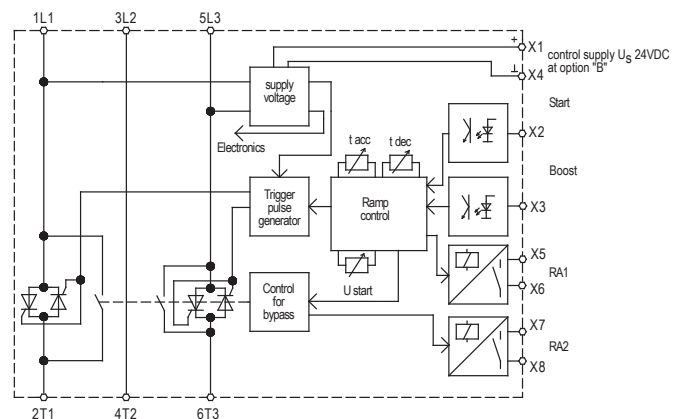 1L1
3L2
5L3
+
X1
control supply US 24VDC
at option "B"
⊥
X4
supply
voltage
Start
Electronics
t acc
t dec
X2
Boost
Trigger
pulse
generator
Ramp
control
X3
U start
X5
RA1
X6
Control
for
bypass
X7
RA2
X8
2T1
4T2
6T3